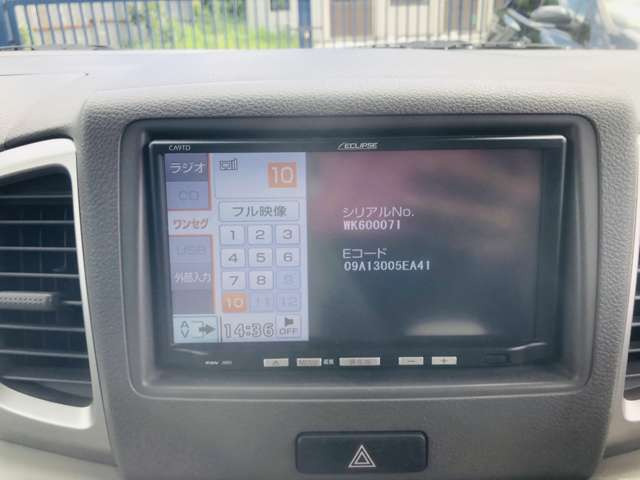 CA9TD
ECLIPSE
ラジオ
CD
ワンセグ
USB
外部入力
10
フル映像
1 2 3
4 5 6
7 8 9
10 11 12
14:36
OFF
シリアルNo.
WK600071
Eコード
09A13005EA41